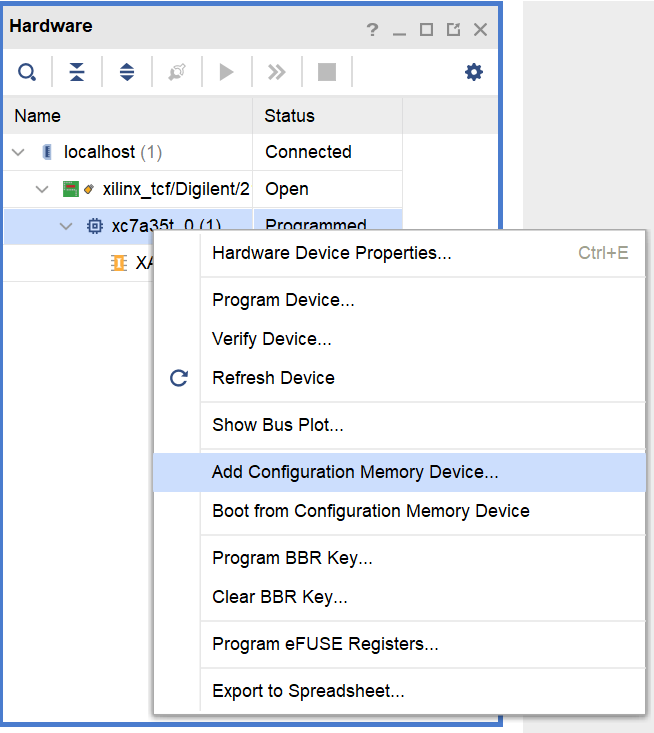 Hardware
?
Name Status
localhost (1) Connected
xilinx_tcf/Digilent/2 Open
xc7a35t_0 (1) Programmed
XA
Hardware Device Properties... Ctrl+E
Program Device...
Verify Device...
Refresh Device
Show Bus Plot...
Add Configuration Memory Device...
Boot from Configuration Memory Device
Program BBR Key...
Clear BBR Key...
Program eFUSE Registers...
Export to Spreadsheet...